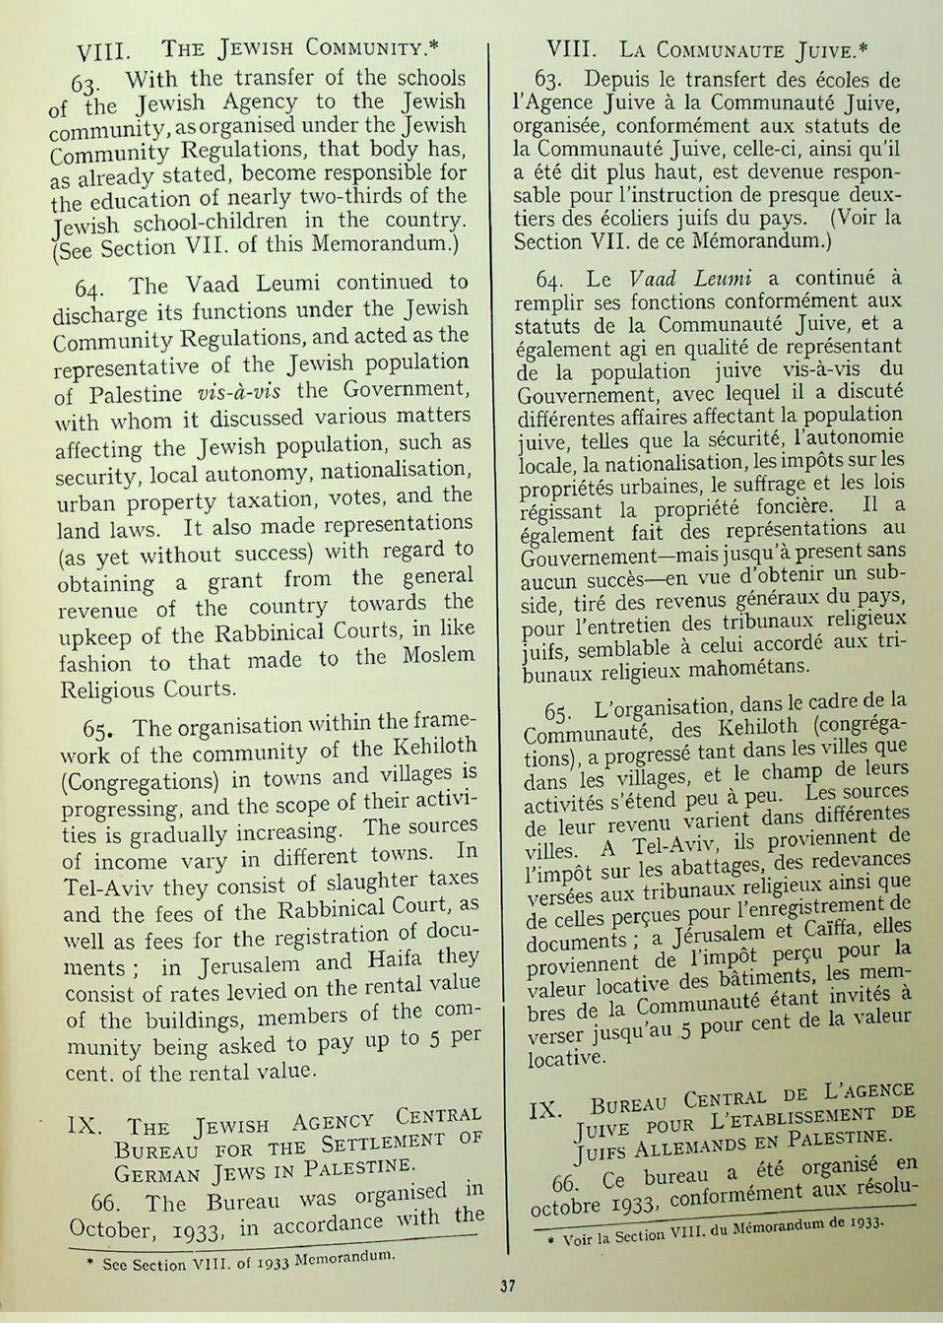 VIII. THE JEWISH COMMUNITY.*
63. With the transfer of the schools
of the Jewish Agency to the Jewish
community, as organised under the Jewish
Community Regulations, that body has,
as already stated, become responsible for
the education of nearly two-thirds of the
Jewish school-children in the country.
(See Section VII. of this Memorandum.)
64. The Vaad Leumi continued to
discharge its functions under the Jewish
Community Regulations, and acted as the
representative of the Jewish population
of Palestine vis-à-vis the Government,
with whom it discussed various matters
affecting the Jewish population, such as
security, local autonomy, nationalisation,
urban property taxation, votes, and the
land laws. It also made representations
(as yet without success) with regard to
obtaining a grant from the general
revenue of the country towards the
upkeep of the Rabbinical Courts, in like
fashion to that made to the Moslem
Religious Courts.
65. The organisation within the frame-
work of the community of the Kehiloth
(Congregations) in towns and villages is
progressing, and the scope of their activi-
ties is gradually increasing. The sources
of income vary in different towns. In
Tel-Aviv they consist of slaughter taxes
and the fees of the Rabbinical Court, as
well as fees for the registration of docu-
ments ; in Jerusalem and Haifa they
consist of rates levied on the rental value
of the buildings, members of the com-
munity being asked to pay up to 5 per
cent. of the rental value.
IX. THE JEWISH AGENCY CENTRAL
BUREAU FOR THE SETTLEMENT OF
GERMAN JEWS IN PALESTINE.
66. The Bureau was organised in
October, 1933, in accordance with the
* See Section VIII. of 1933 Memorandum.
VIII. LA COMMUNAUTE JUIVE.*
63. Depuis le transfert des écoles de
l'Agence Juive à la Communauté Juive,
organisée, conformément aux statuts de
la Communauté Juive, celle-ci, ainsi qu'il
a été dit plus haut, est devenue respon-
sable pour l'instruction de presque deux-
tiers des écoliers juifs du pays. (Voir la
Section VII. de ce Mémorandum.)
64. Le Vaad Leumi a continué à
remplir ses fonctions conformément aux
statuts de la Communauté Juive, et a
également agi en qualité de représentant
de la population juive vis-à-vis du
Gouvernement, avec lequel il a discuté
différentes affaires affectant la population
juive, telles que la sécurité, l'autonomie
locale, la nationalisation, les impôts sur les
propriétés urbaines, le suffrage et les lois
régissant la propriété foncière. Il a
également fait des représentations au
Gouvernement—mais jusqu'à present sans
aucun succès—en vue d'obtenir un sub-
side, tiré des revenus généraux du pays,
pour l'entretien des tribunaux religieux
juifs, semblable à celui accordé aux tri-
bunaux religieux mahométans.
65. L'organisation, dans le cadre de la
Communauté, des Kehiloth (congréga-
tions), a progressé tant dans les villes que
dans les villages, et le champ de leurs
activités s'étend peu à peu. Les sources
de leur revenu varient dans différentes
villes. A Tel-Aviv, ils proviennent de
l'impôt sur les abattages, des redevances
versées aux tribunaux religieux ainsi que
de celles perçues pour l'enregistrement de
documents ; a Jérusalem et Caïffa, elles
proviennent de l'impôt perçu pour la
valeur locative des bâtiments, les mem-
bres de la Communauté étant invités à
verser jusqu'au 5 pour cent de la valeur
locative.
IX. BUREAU CENTRAL DE L'AGENCE
JUIVE POUR L'ETABLISSEMENT DE
JUIFS ALLEMANDS EN PALESTINE.
66. Ce bureau a été organisé en
octobre 1933, conformément aux résolu-
* Voir la Section VIII. du Mémorandum de 1933.
37